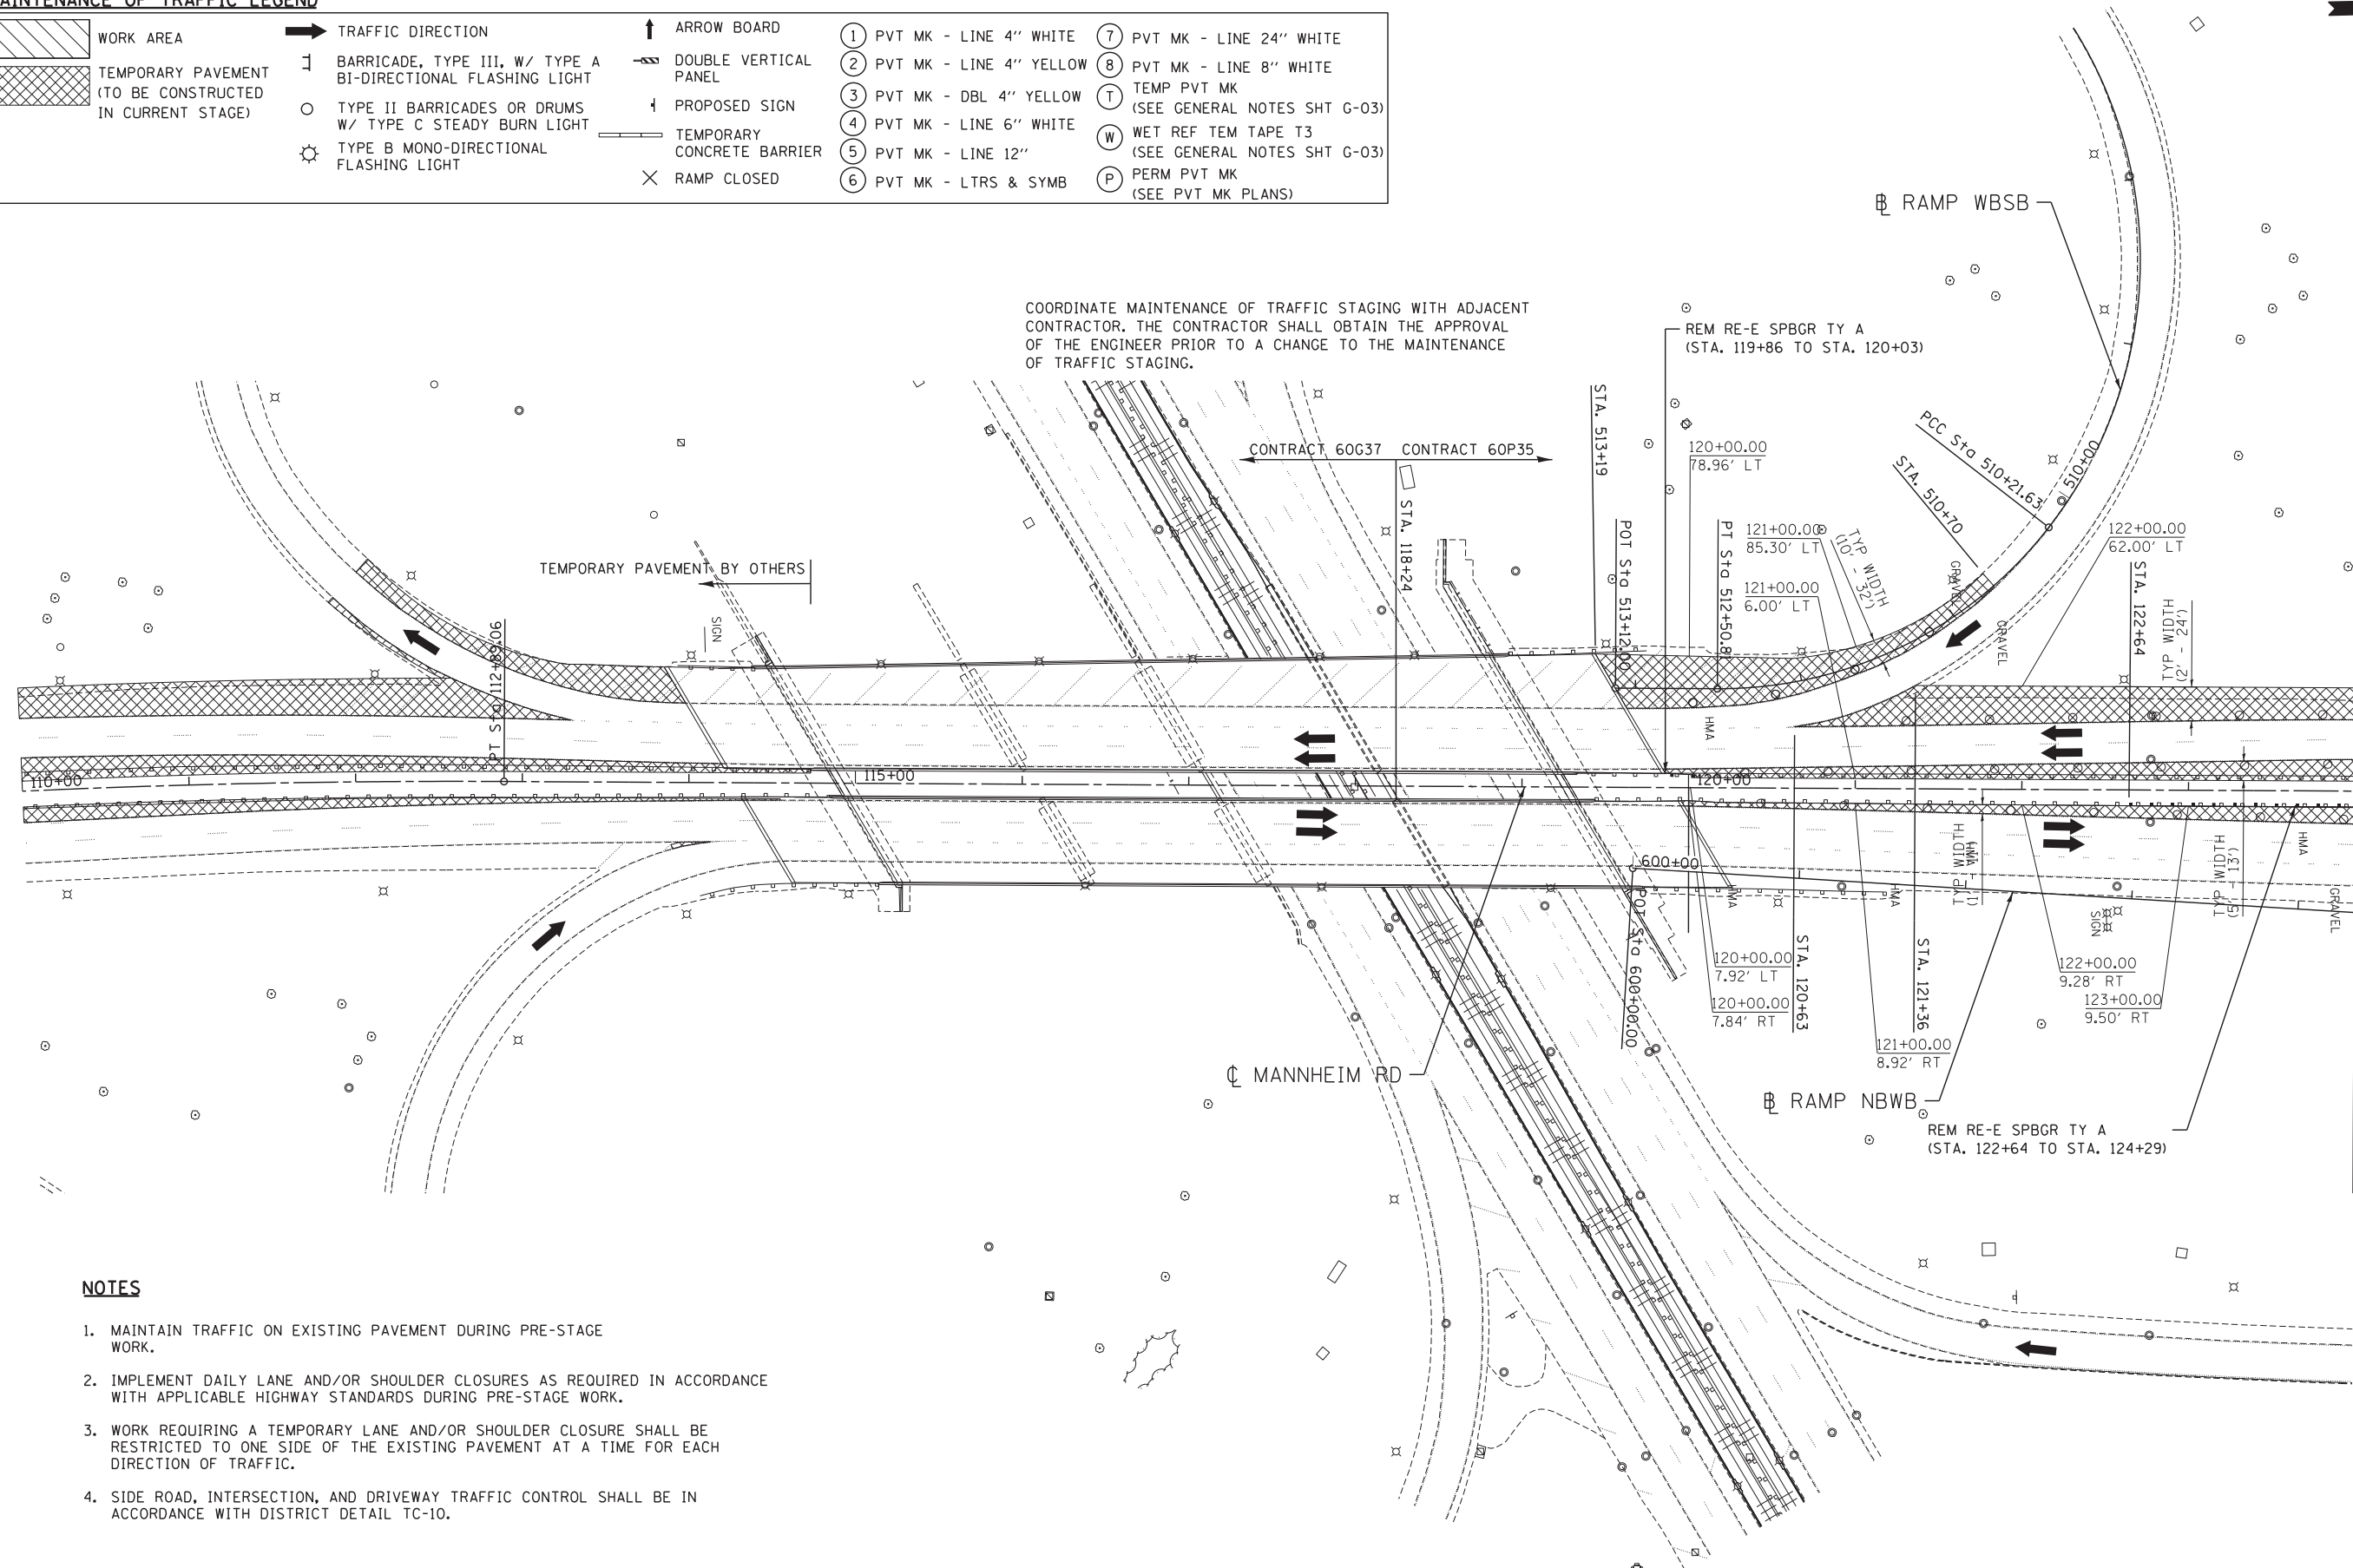 MAINTENANCE OF TRAFFIC LEGEND
WORK AREA
TEMPORARY PAVEMENT
(TO BE CONSTRUCTED
IN CURRENT STAGE)
TRAFFIC DIRECTION
BARRICADE, TYPE III, W/ TYPE A
BI-DIRECTIONAL FLASHING LIGHT
TYPE II BARRICADES OR DRUMS
W/ TYPE C STEADY BURN LIGHT
TYPE B MONO-DIRECTIONAL
FLASHING LIGHT
ARROW BOARD
DOUBLE VERTICAL
PANEL
PROPOSED SIGN
TEMPORARY
CONCRETE BARRIER
RAMP CLOSED
1 PVT MK - LINE 4'' WHITE
2 PVT MK - LINE 4'' YELLOW
3 PVT MK - DBL 4'' YELLOW
4 PVT MK - LINE 6'' WHITE
5 PVT MK - LINE 12''
6 PVT MK - LTRS & SYMB
7 PVT MK - LINE 24'' WHITE
8 PVT MK - LINE 8'' WHITE
T TEMP PVT MK
(SEE GENERAL NOTES SHT G-03)
W WET REF TEM TAPE T3
(SEE GENERAL NOTES SHT G-03)
P PERM PVT MK
(SEE PVT MK PLANS)
℄ RAMP WBSB
COORDINATE MAINTENANCE OF TRAFFIC STAGING WITH ADJACENT
CONTRACTOR. THE CONTRACTOR SHALL OBTAIN THE APPROVAL
OF THE ENGINEER PRIOR TO A CHANGE TO THE MAINTENANCE
OF TRAFFIC STAGING.
REM RE-E SPBGR TY A
(STA. 119+86 TO STA. 120+03)
CONTRACT 60G37
CONTRACT 60P35
STA. 118+24
STA. 513+19
120+00.00
78.96' LT
POT Sta 513+12.00
PT Sta 512+50.81
121+00.00
85.30' LT
121+00.00
6.00' LT
TYP WIDTH
(10' - 32')
STA. 510+70
PCC Sta 510+21.63
510+00
GRAVEL
GRAVEL
122+00.00
62.00' LT
STA. 122+64
TYP WIDTH
(2' - 24')
TEMPORARY PAVEMENT BY OTHERS
SIGN
PT Sta 112+89.06
110+00
115+00
120+00
HMA
600+00
POT Sta 600+00.00
HMA
HMA
HMA
TYP WIDTH
SIGN
TYP WIDTH
(5' - 13')
HMA
GRAVEL
120+00.00
7.92' LT
120+00.00
7.84' RT
STA. 120+63
STA. 121+36
121+00.00
8.92' RT
122+00.00
9.28' RT
123+00.00
9.50' RT
℄ MANNHEIM RD
℄ RAMP NBWB
REM RE-E SPBGR TY A
(STA. 122+64 TO STA. 124+29)
NOTES
1. MAINTAIN TRAFFIC ON EXISTING PAVEMENT DURING PRE-STAGE
WORK.
2. IMPLEMENT DAILY LANE AND/OR SHOULDER CLOSURES AS REQUIRED IN ACCORDANCE
WITH APPLICABLE HIGHWAY STANDARDS DURING PRE-STAGE WORK.
3. WORK REQUIRING A TEMPORARY LANE AND/OR SHOULDER CLOSURE SHALL BE
RESTRICTED TO ONE SIDE OF THE EXISTING PAVEMENT AT A TIME FOR EACH
DIRECTION OF TRAFFIC.
4. SIDE ROAD, INTERSECTION, AND DRIVEWAY TRAFFIC CONTROL SHALL BE IN
ACCORDANCE WITH DISTRICT DETAIL TC-10.